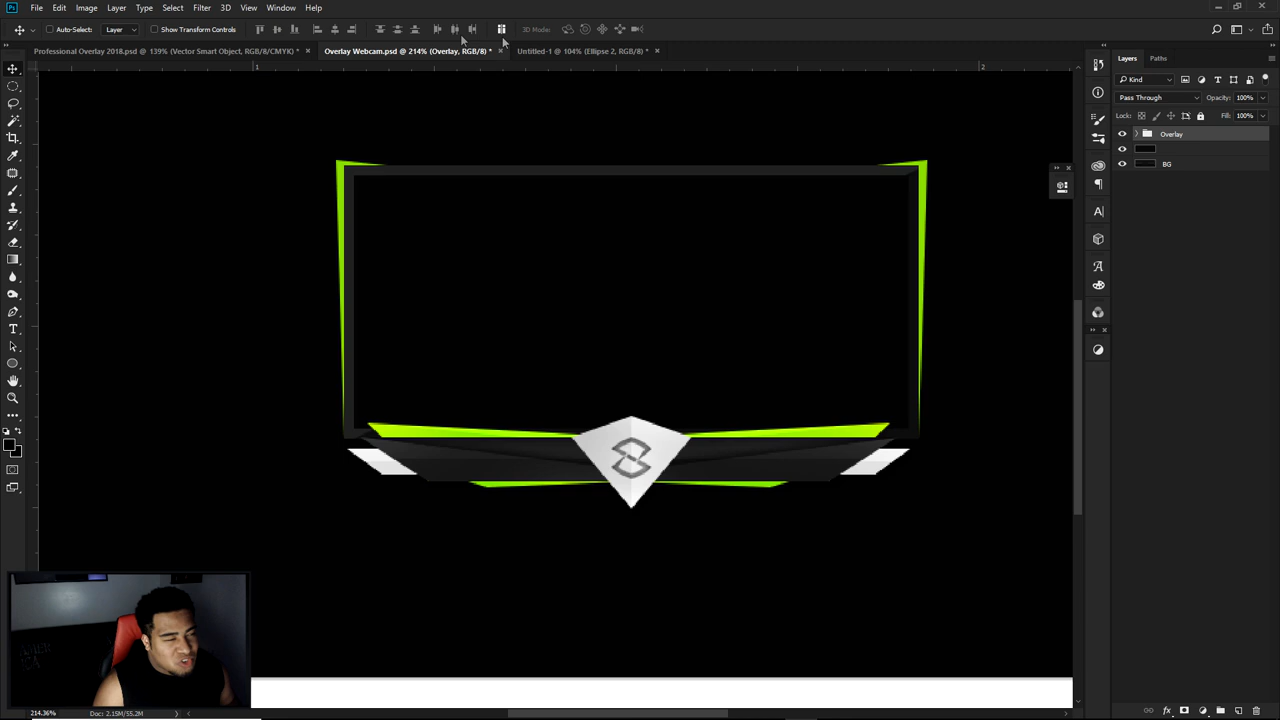 Ps File Edit Image Layer Type Select Filter 3D View Window Help
Auto-Select: Layer Show Transform Controls 3D Mode:
Professional Overlay 2018.psd @ 139% (Vector Smart Object, RGB/8/CMYK) * × Overlay Webcam.psd @ 214% (Overlay, RGB/8) * × Untitled-1 @ 104% (Ellipse 2, RGB/8) * ×
Layers Paths
1 2
Kind
Pass Through Opacity: 100%
Lock: Fill: 100%
Overlay
BG
214.36% Doc: 2.15M/55.2M